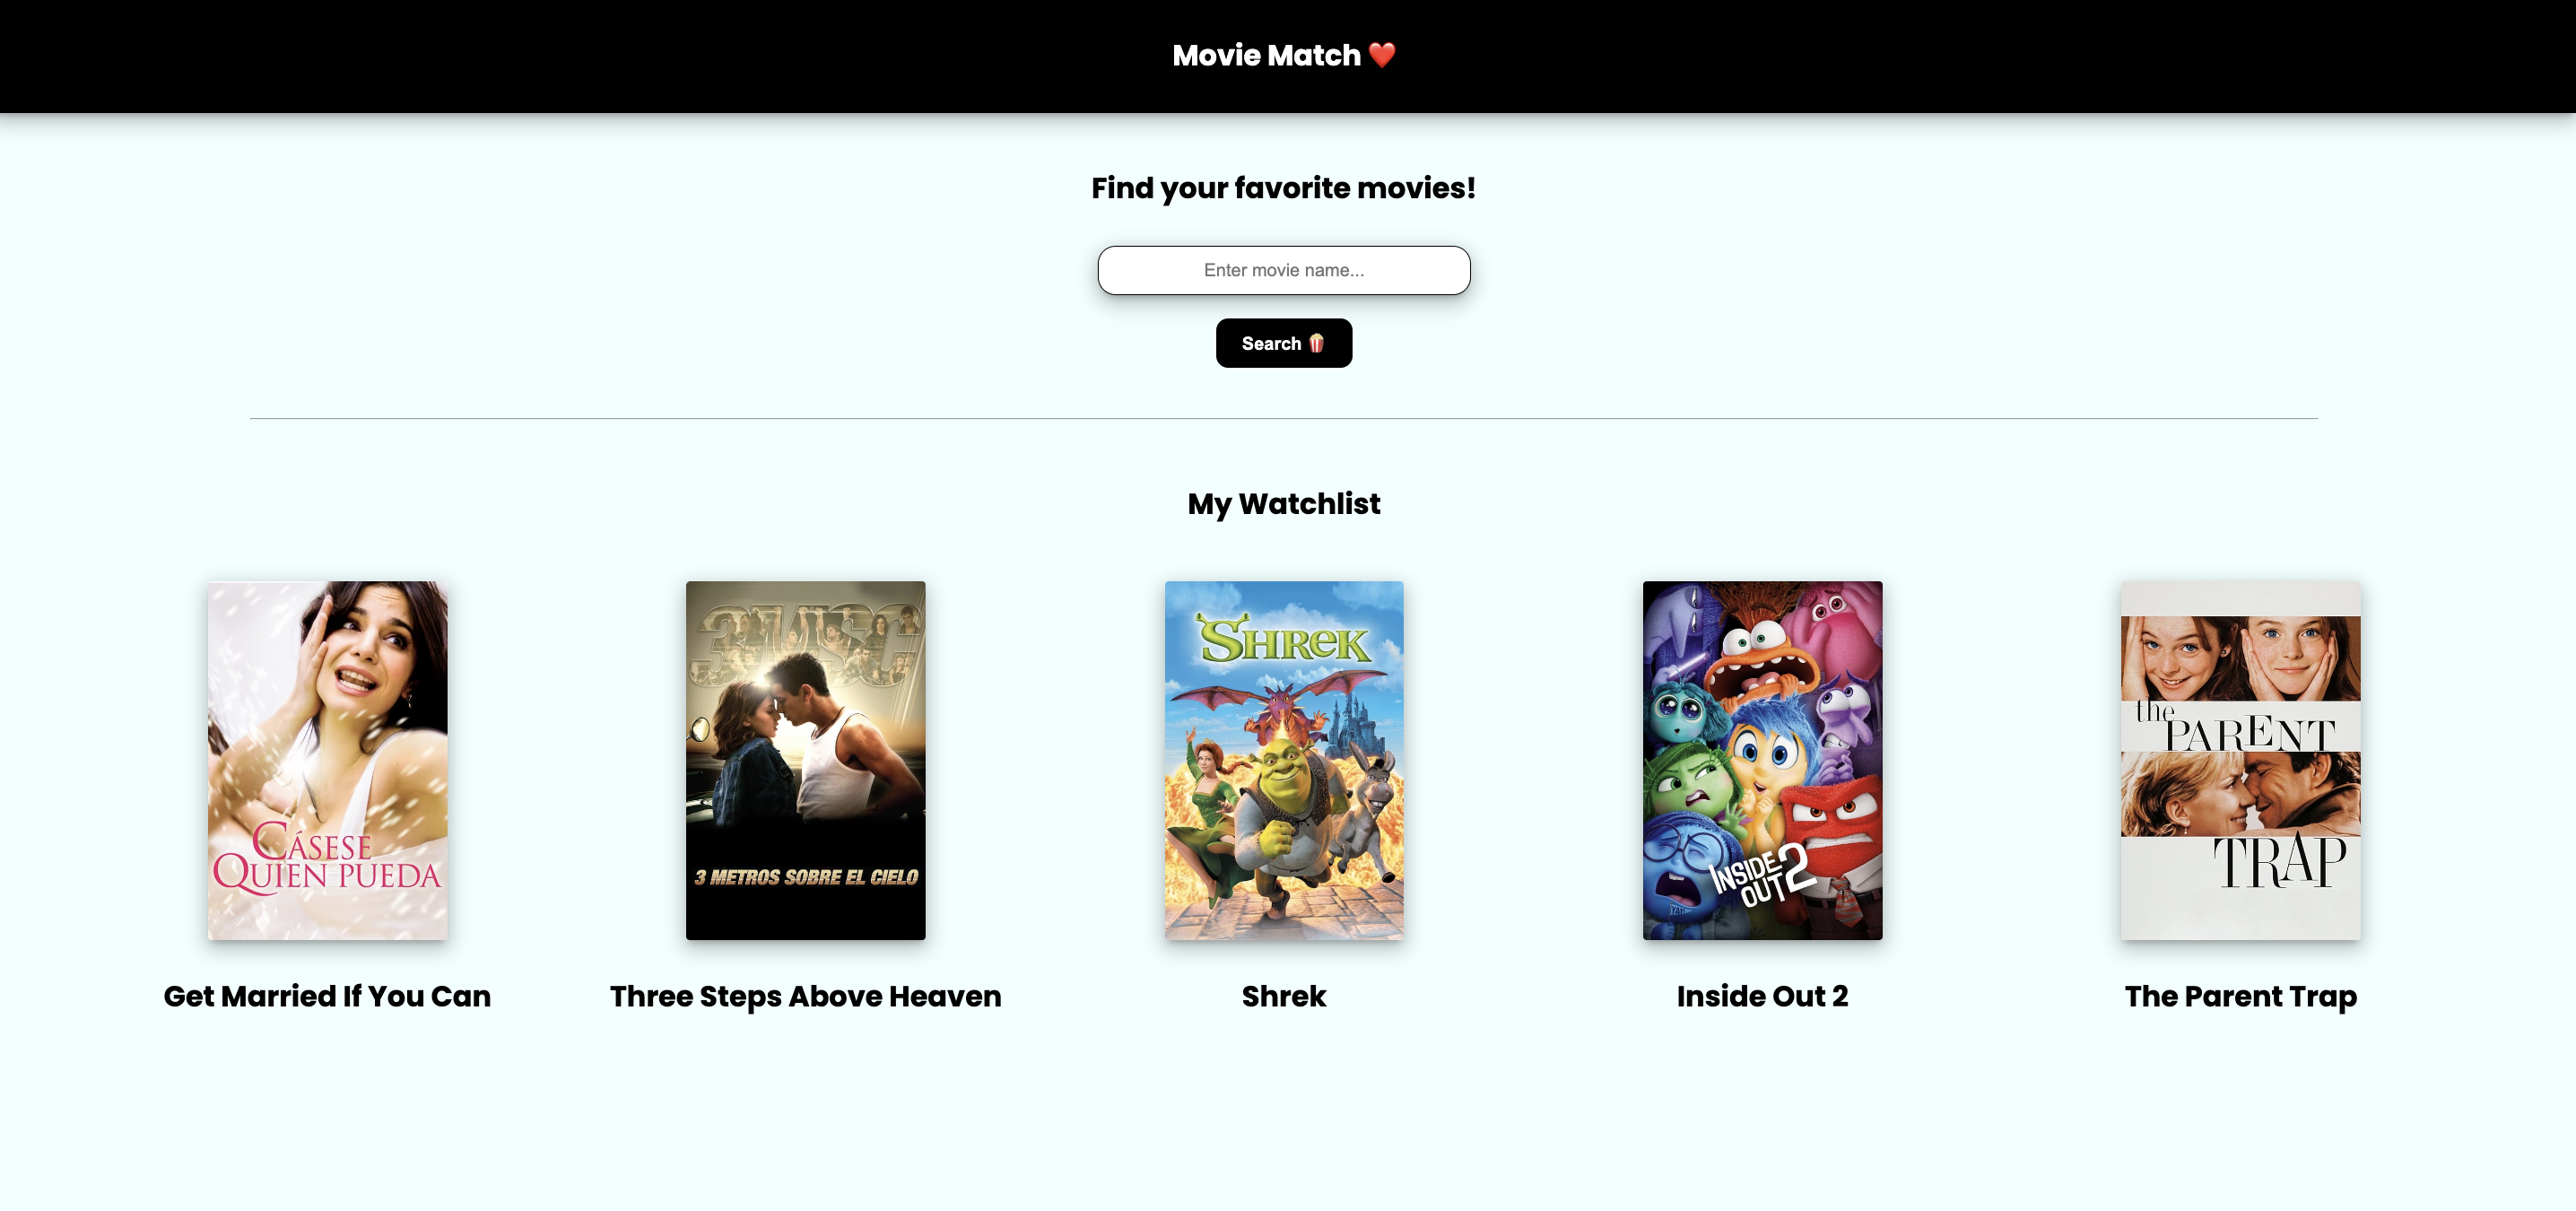 Movie Match ❤️
Find your favorite movies!
Enter movie name...
Search 🍿
My Watchlist
CÁSESE
QUIEN PUEDA
3MSC
3 METROS SOBRE EL CIELO
SHREK
INSIDE
OUT 2
the
PARENT
TRAP
Get Married If You Can
Three Steps Above Heaven
Shrek
Inside Out 2
The Parent Trap